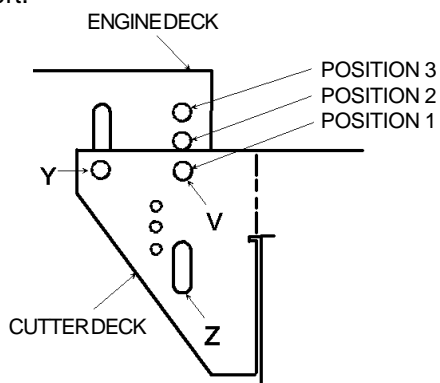 ENGINE DECK
POSITION 3
POSITION 2
POSITION 1
Y
V
Z
CUTTER DECK